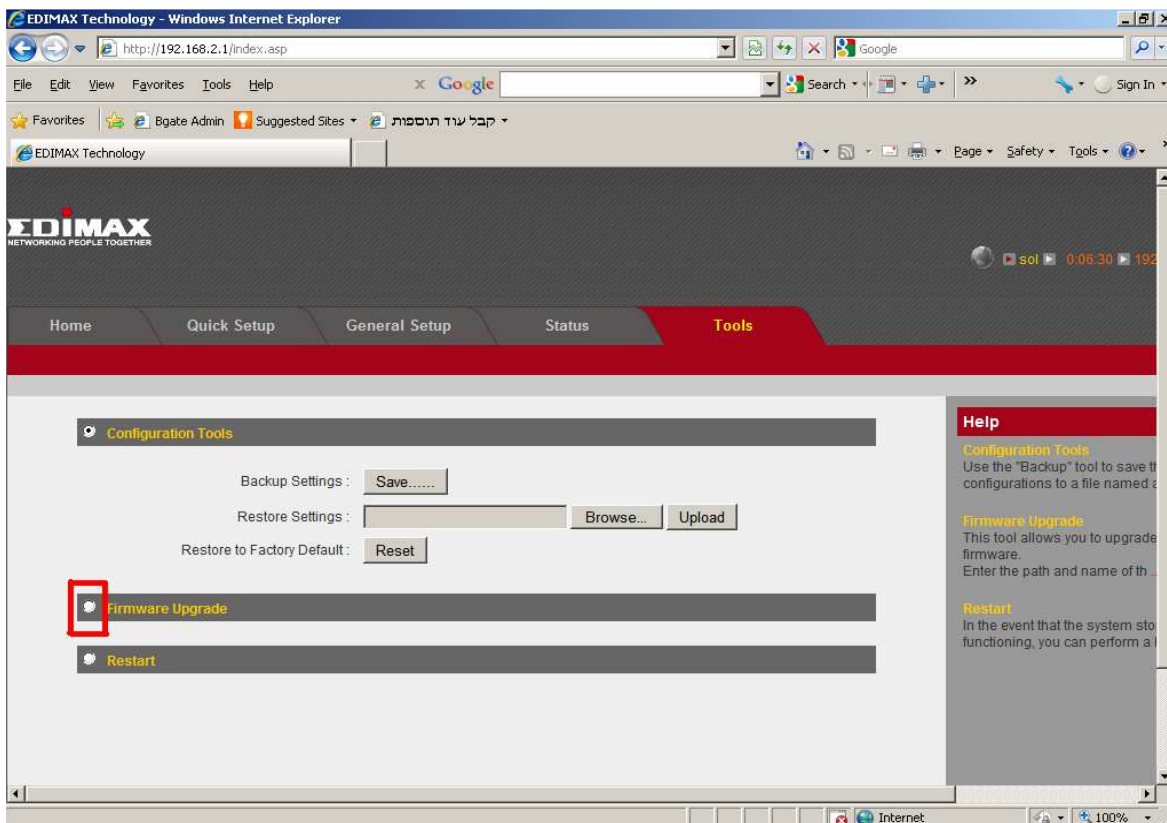 EDIMAX Technology - Windows Internet Explorer
http://192.168.2.1/index.asp
Google
File Edit View Favorites Tools Help
x Google
Search
»
Sign In
Favorites
Bgate Admin
Suggested Sites
קבל עוד תוספות
EDIMAX Technology
Page Safety Tools
EDIMAX
NETWORKING PEOPLE TOGETHER
sol 0:06:30 192
Home Quick Setup General Setup Status Tools
Configuration Tools
Backup Settings : Save......
Restore Settings : Browse... Upload
Restore to Factory Default : Reset
Firmware Upgrade
Restart
Help
Configuration Tools
Use the "Backup" tool to save th
configurations to a file named a
Firmware Upgrade
This tool allows you to upgrade
firmware.
Enter the path and name of th ..
Restart
In the event that the system sto
functioning, you can perform a
Internet
100%